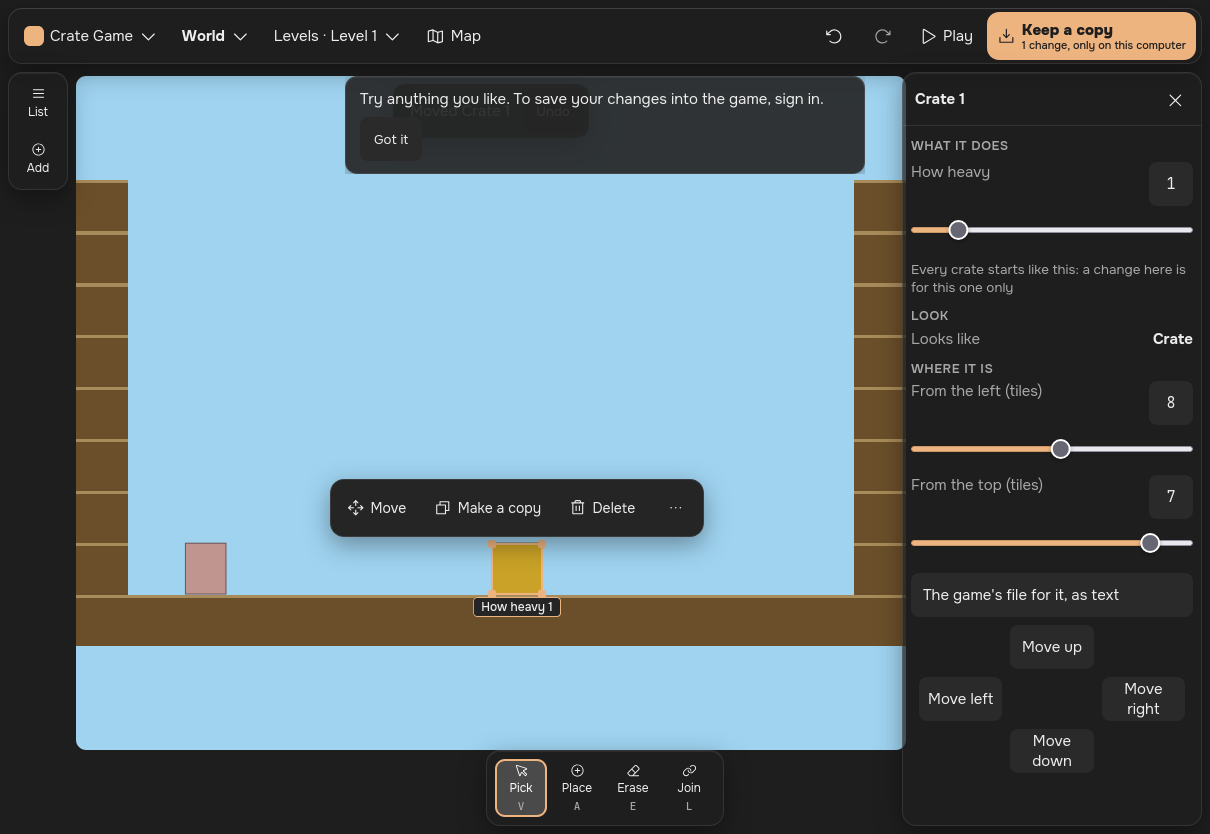 Crate Game
World
Levels · Level 1
Map
Play
Keep a copy
1 change, only on this computer
List
Add
Try anything you like. To save your changes into the game, sign in.
Moved Crate 1
Undo
Got it
Move
Make a copy
Delete
...
How heavy 1
Pick
V
Place
A
Erase
E
Join
L
Crate 1
WHAT IT DOES
How heavy
1
Every crate starts like this: a change here is
for this one only
LOOK
Looks like
Crate
WHERE IT IS
From the left (tiles)
8
From the top (tiles)
7
The game's file for it, as text
Move up
Move left
Move
right
Move
down